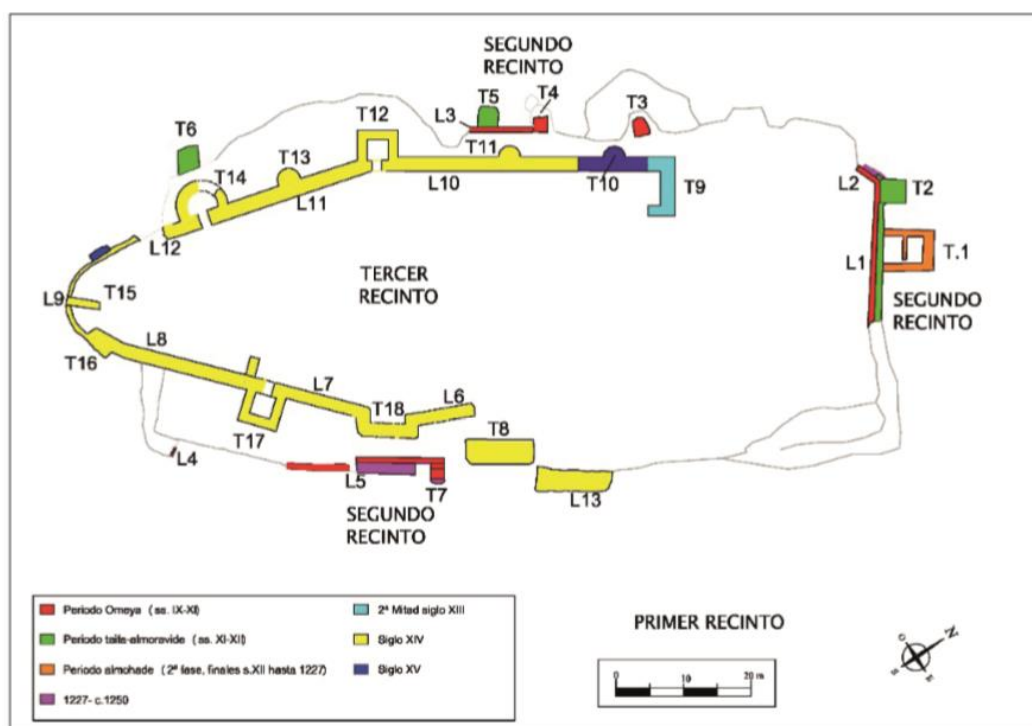 SEGUNDO
RECINTO
T12
L3
T5
T4
T3
T6
T13
T14
T11
L10
T10
T9
L11
L12
L2
T2
T.1
L1
SEGUNDO
RECINTO
TERCER
RECINTO
L9
T15
T16
L8
L7
T18
L6
T17
T8
L4
L5
T7
L13
SEGUNDO
RECINTO
PRIMER RECINTO
Periodo Omeya (ss. IX-XI)
Periodo taifa-almoravide (ss. XI-XII)
Periodo almohade (2ª fase, finales s.XII hasta 1227)
1227- c.1250
2ª Mitad siglo XIII
Siglo XIV
Siglo XV
0 10 20 m
O N
S E